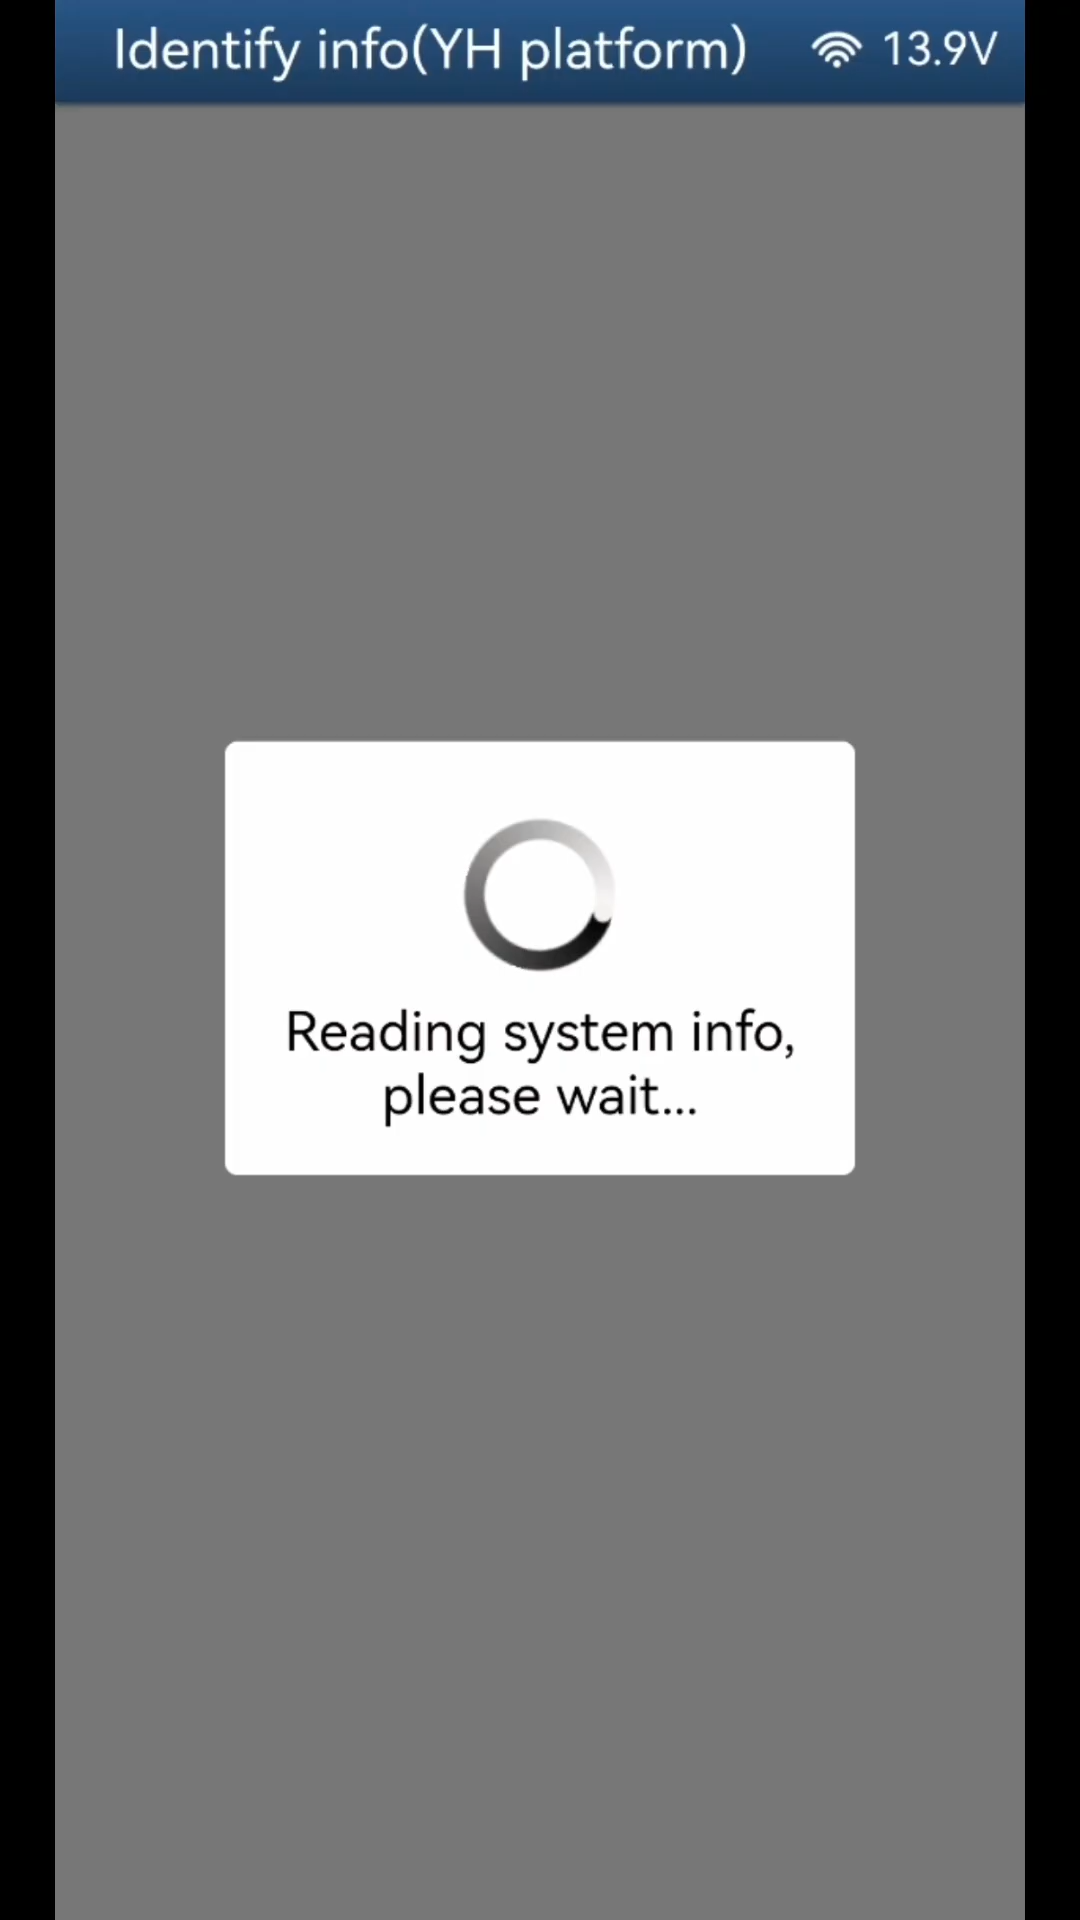 Identify info(YH platform) 13.9V
Reading system info,
please wait...